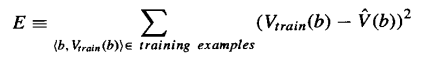 E ≡ ∑ (V_train(b) − V̂(b))²
⟨b, V_train(b)⟩∈ training examples